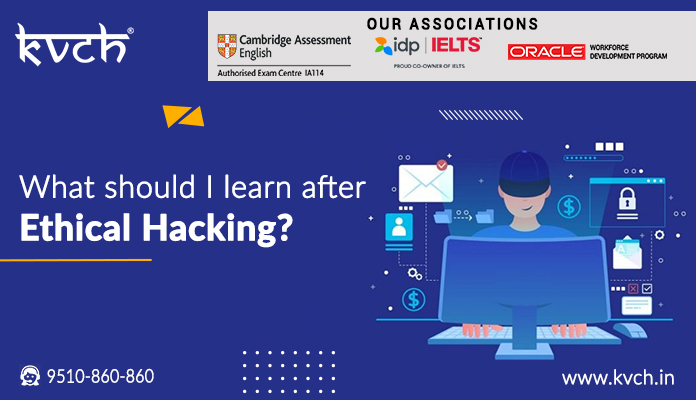 kvch®
OUR ASSOCIATIONS
Cambridge Assessment
English
Authorised Exam Centre IA114
idp | IELTS™
PROUD CO-OWNER OF IELTS
ORACLE
WORKFORCE
DEVELOPMENT PROGRAM
What should I learn after
Ethical Hacking?
9510-860-860
www.kvch.in